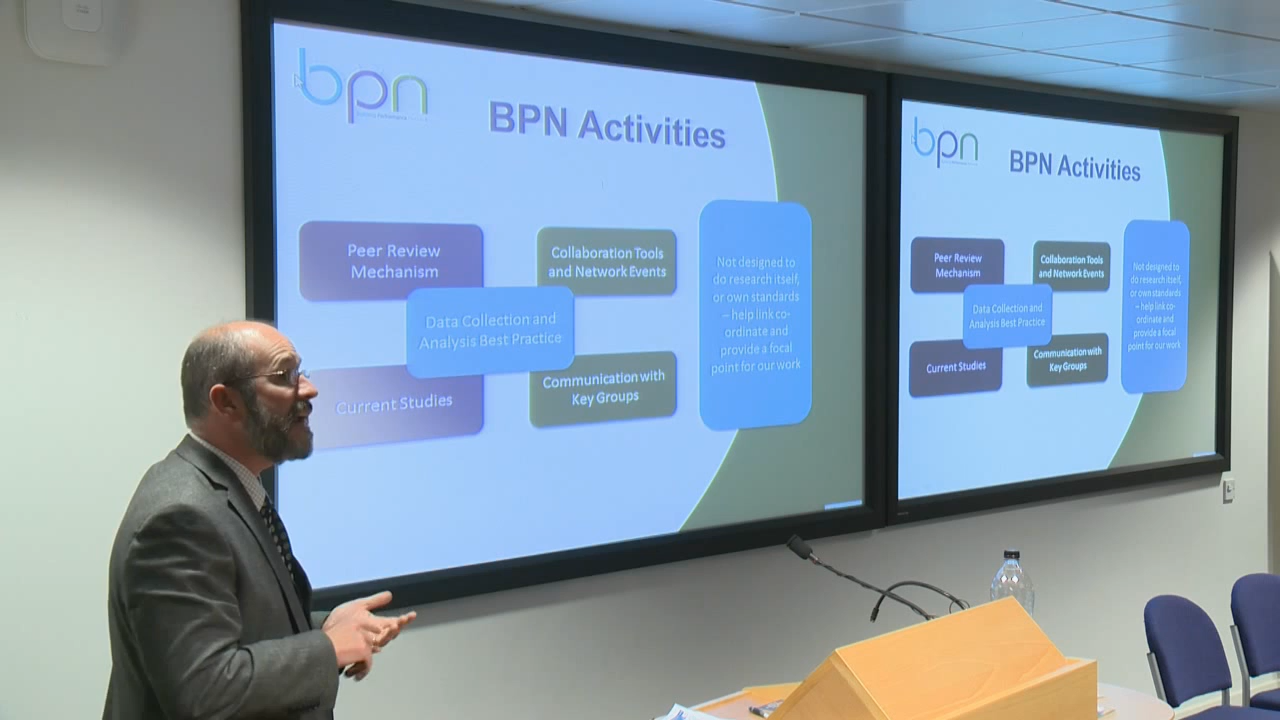 bpn
BPN Activities
Peer Review
Mechanism
Collaboration Tools
and Network Events
Data Collection and
Analysis Best Practice
Current Studies
Communication with
Key Groups
Not designed to
do research itself,
or own standards
– help link co-
ordinate and
provide a focal
point for our work
bpn
BPN Activities
Peer Review
Mechanism
Collaboration Tools
and Network Events
Data Collection and
Analysis Best Practice
Current Studies
Communication with
Key Groups
Not designed to
do research itself,
or own standards
– help link co-
ordinate and
provide a focal
point for our work